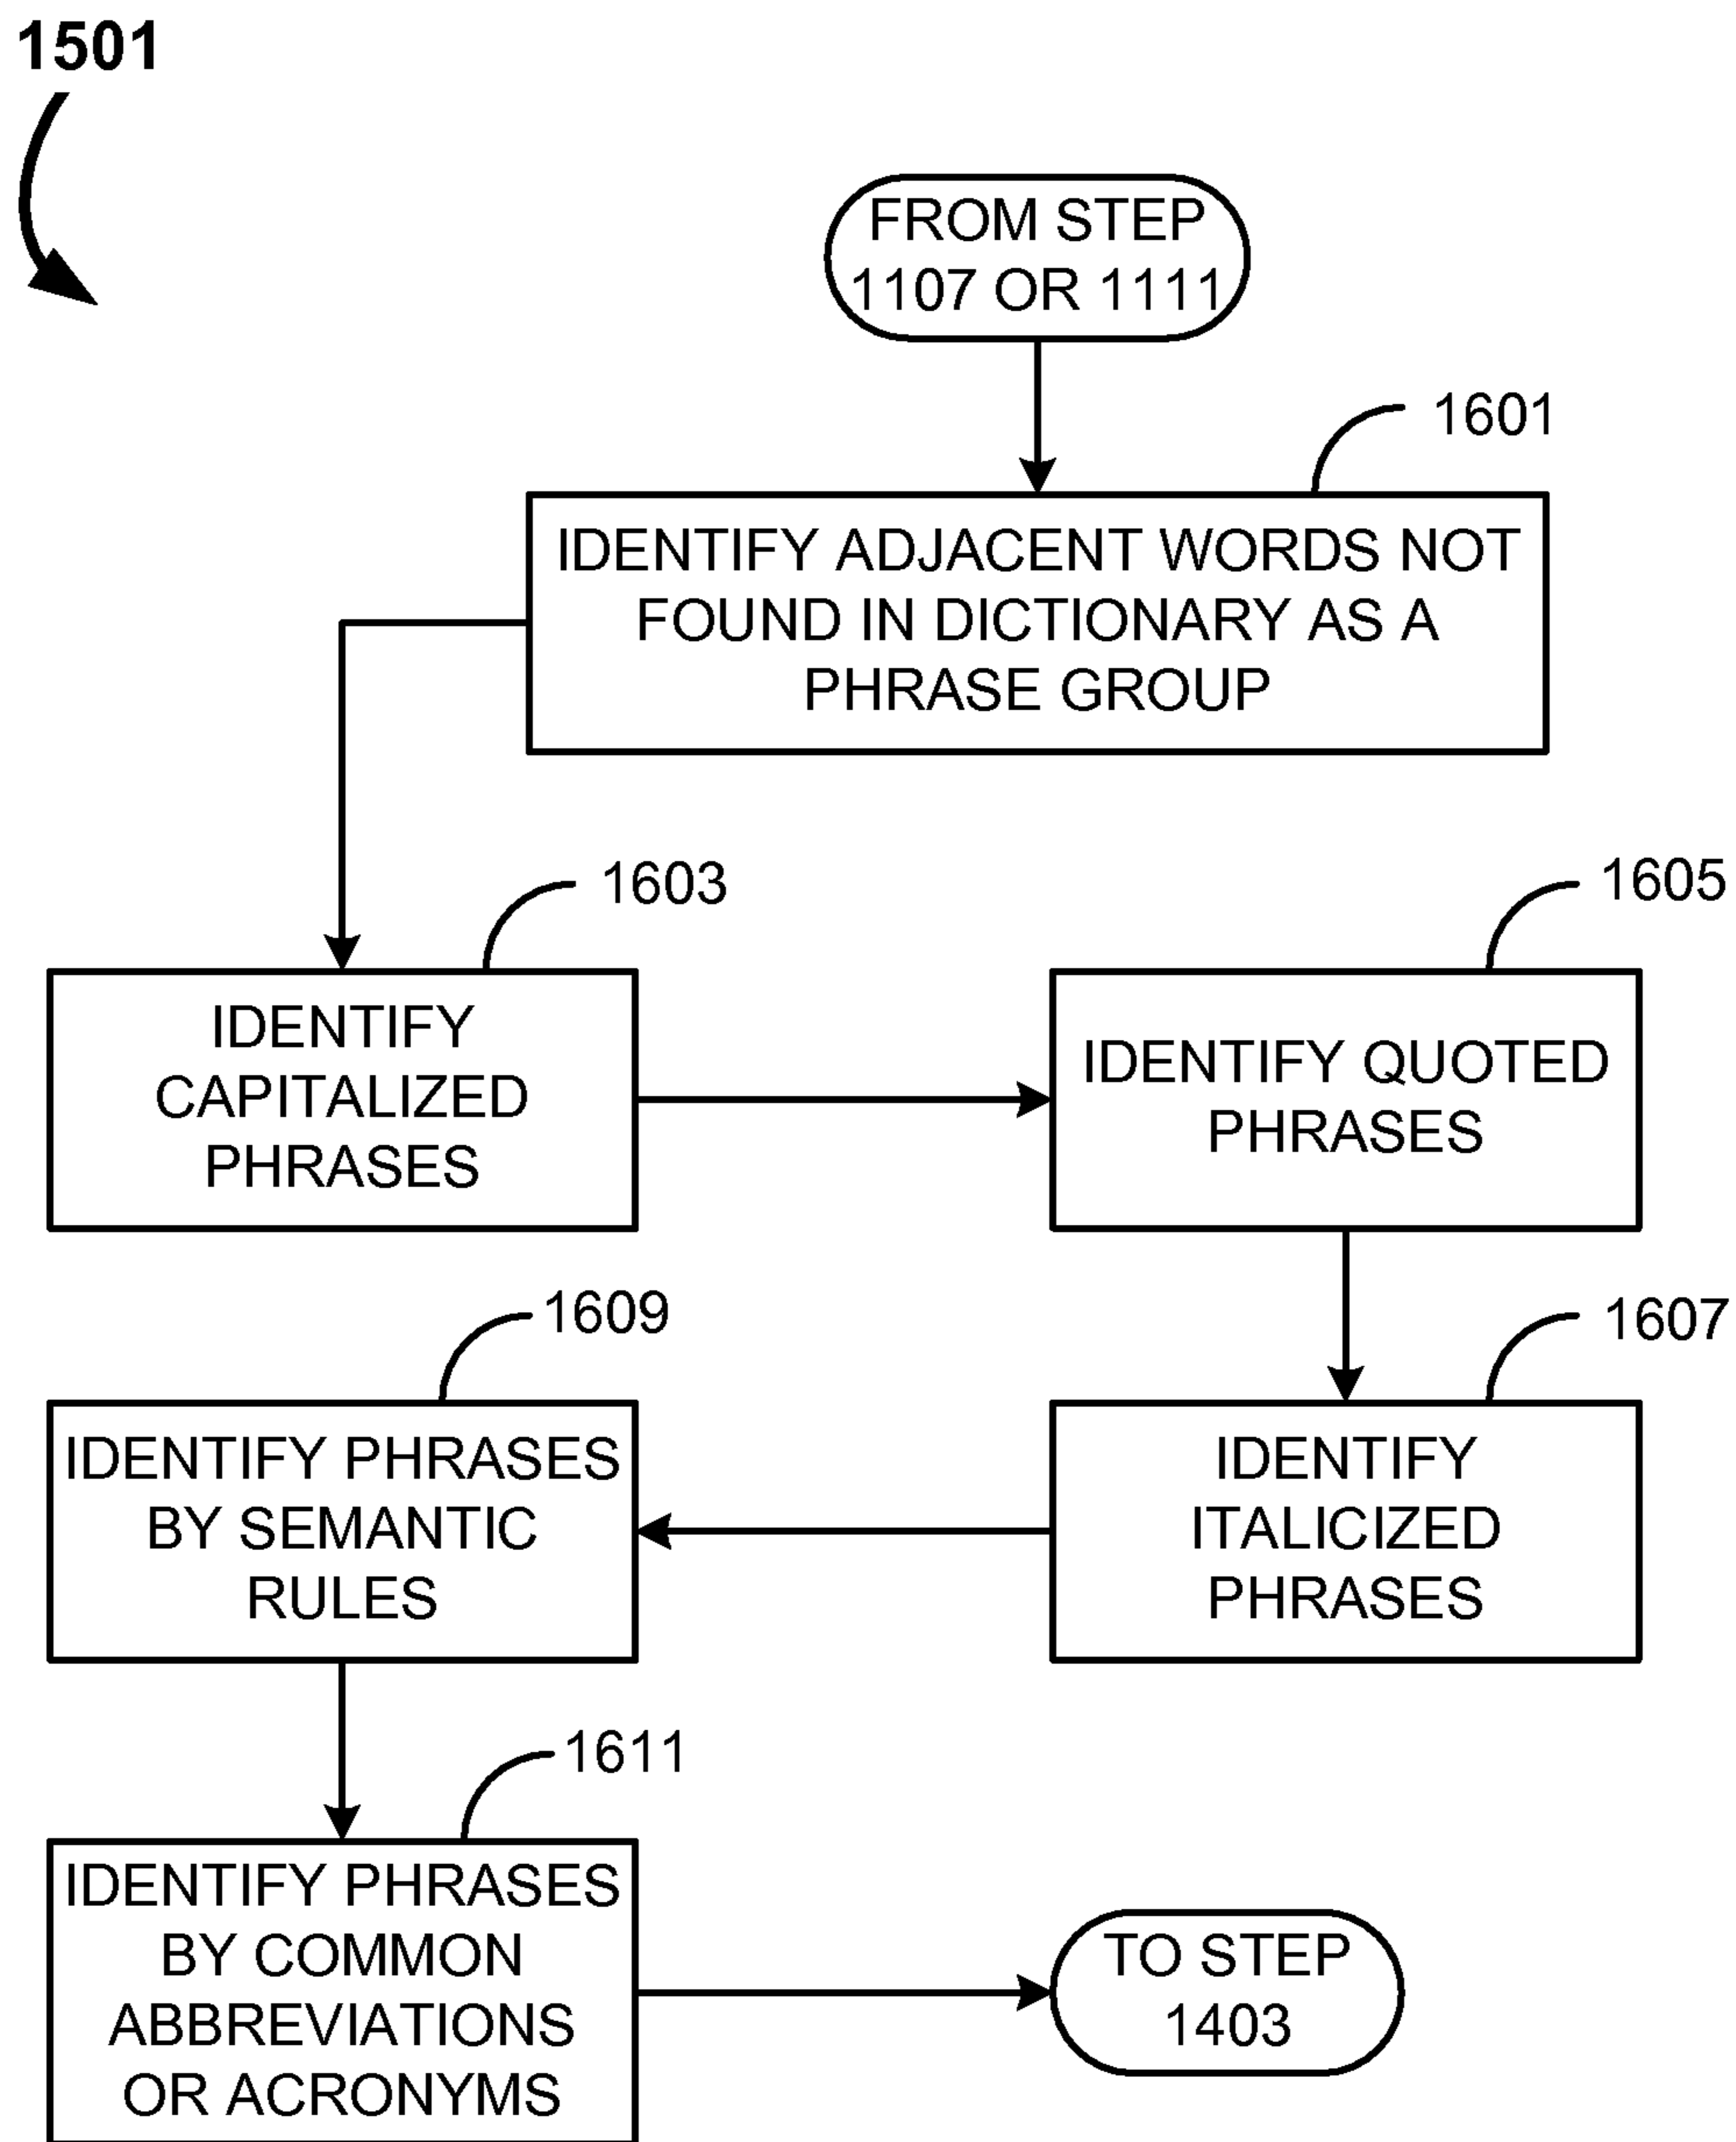 1501
FROM STEP
1107 OR 1111
1601
IDENTIFY ADJACENT WORDS NOT
FOUND IN DICTIONARY AS A
PHRASE GROUP
1603
IDENTIFY
CAPITALIZED
PHRASES
1605
IDENTIFY QUOTED
PHRASES
1607
IDENTIFY
ITALICIZED
PHRASES
1609
IDENTIFY PHRASES
BY SEMANTIC
RULES
1611
IDENTIFY PHRASES
BY COMMON
ABBREVIATIONS
OR ACRONYMS
TO STEP
1403